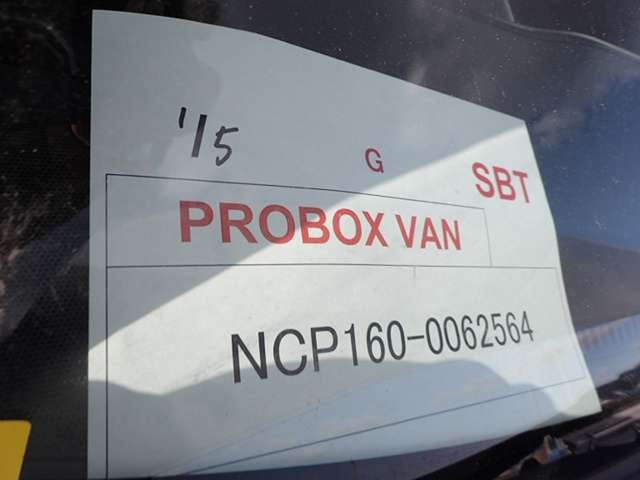 '15
G
SBT
PROBOX VAN
NCP160-0062564